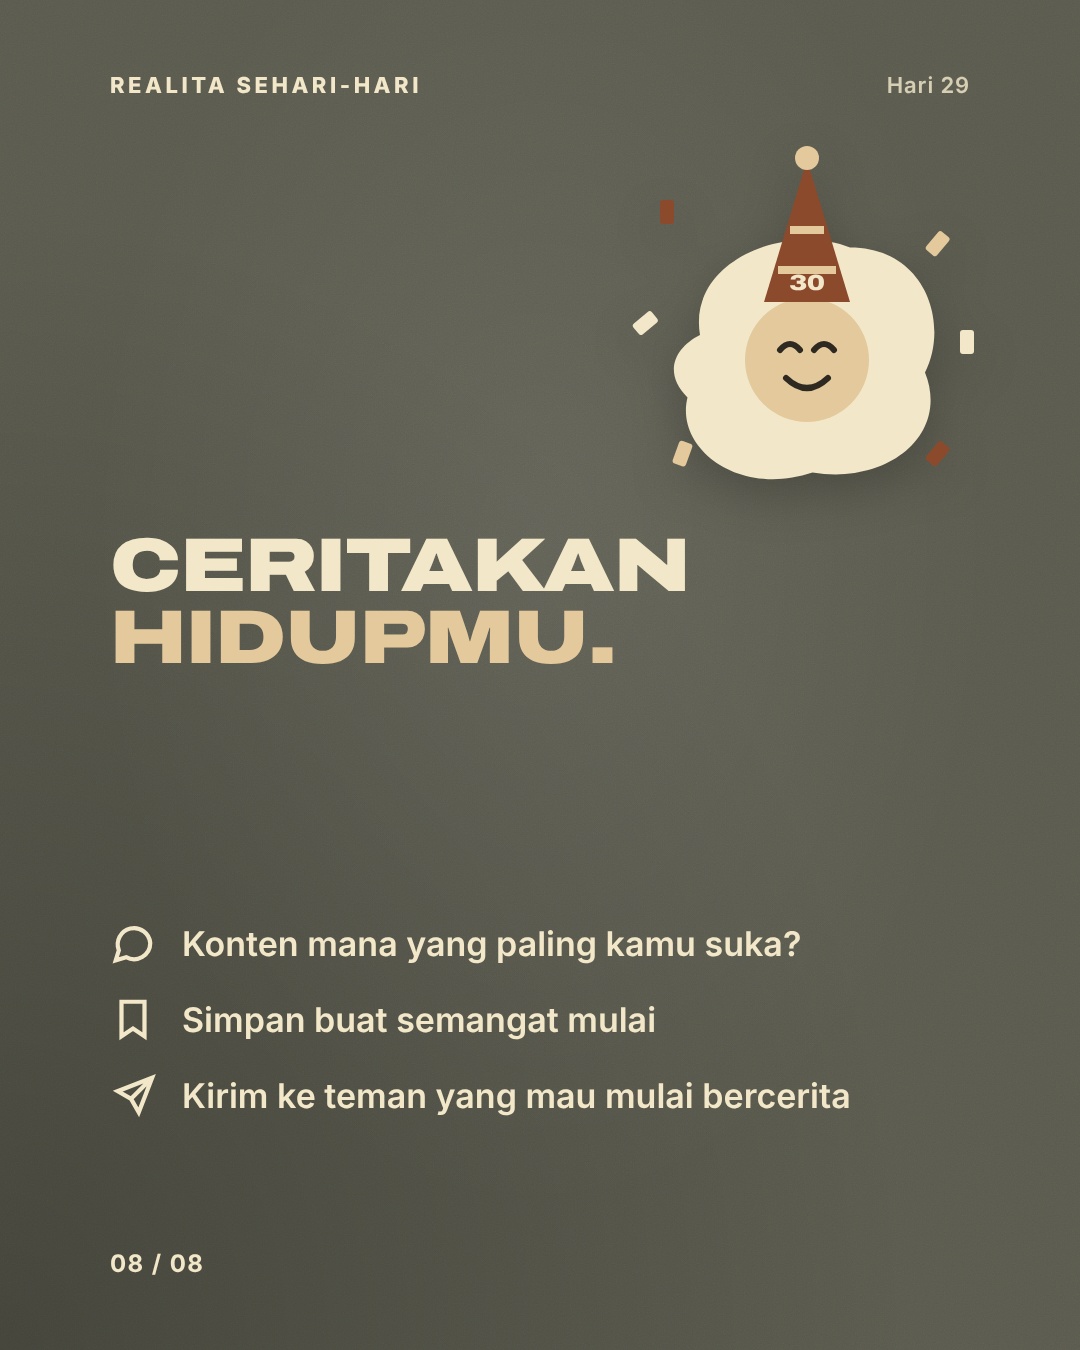 REALITA SEHARI-HARI
Hari 29
30
CERITAKAN
HIDUPMU.
Konten mana yang paling kamu suka?
Simpan buat semangat mulai
Kirim ke teman yang mau mulai bercerita
08 / 08